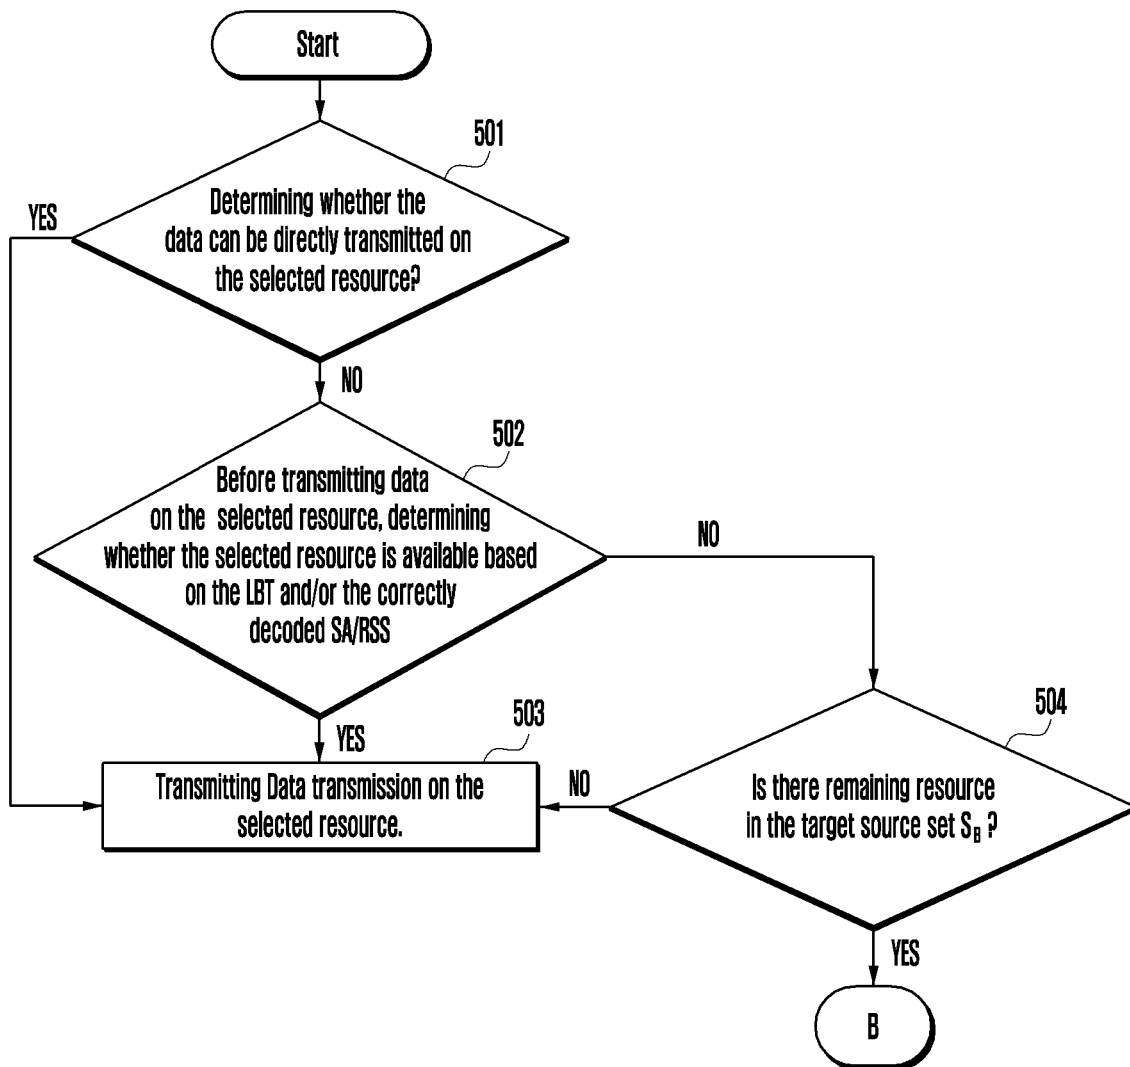 Start
501
YES
Determining whether the
data can be directly transmitted on
the selected resource?
NO
502
Before transmitting data
on the selected resource, determining
whether the selected resource is available based
on the LBT and/or the correctly
decoded SA/RSS
NO
YES
503
504
Transmitting Data transmission on the
selected resource.
NO
Is there remaining resource
in the target source set S_B ?
YES
B